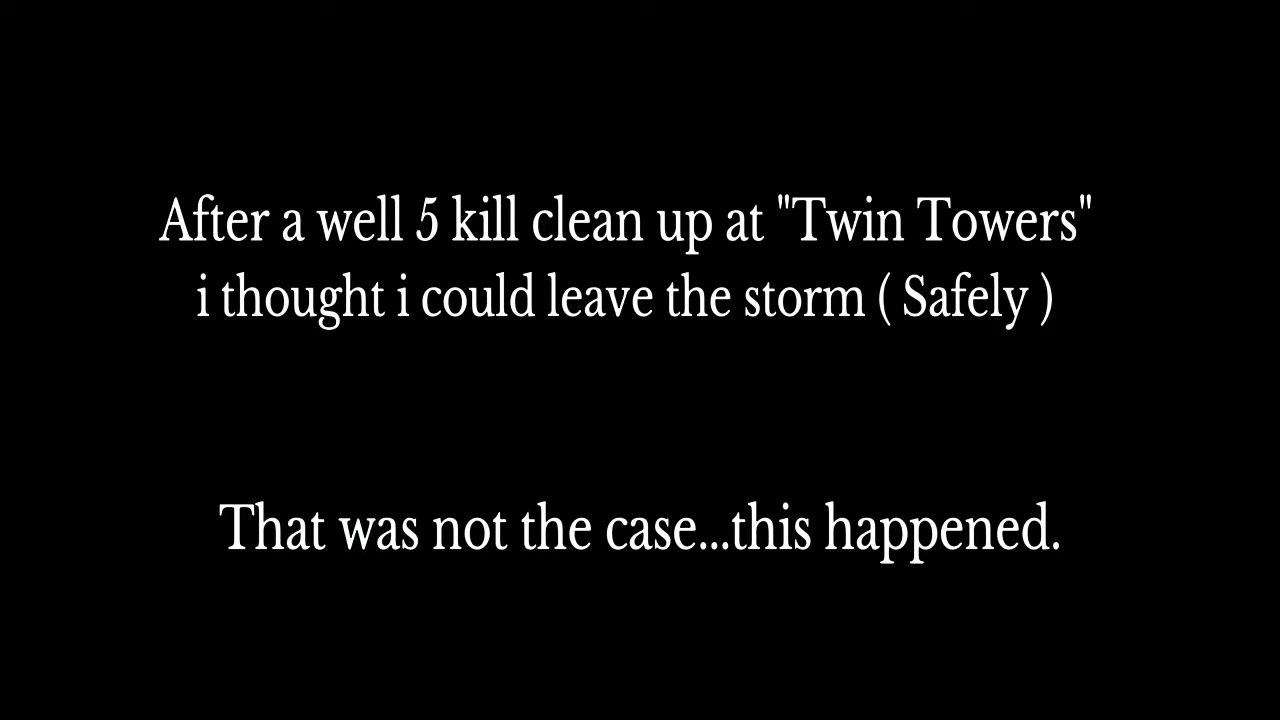 After a well 5 kill clean up at "Twin Towers"
i thought i could leave the storm ( Safely )
That was not the case...this happened.